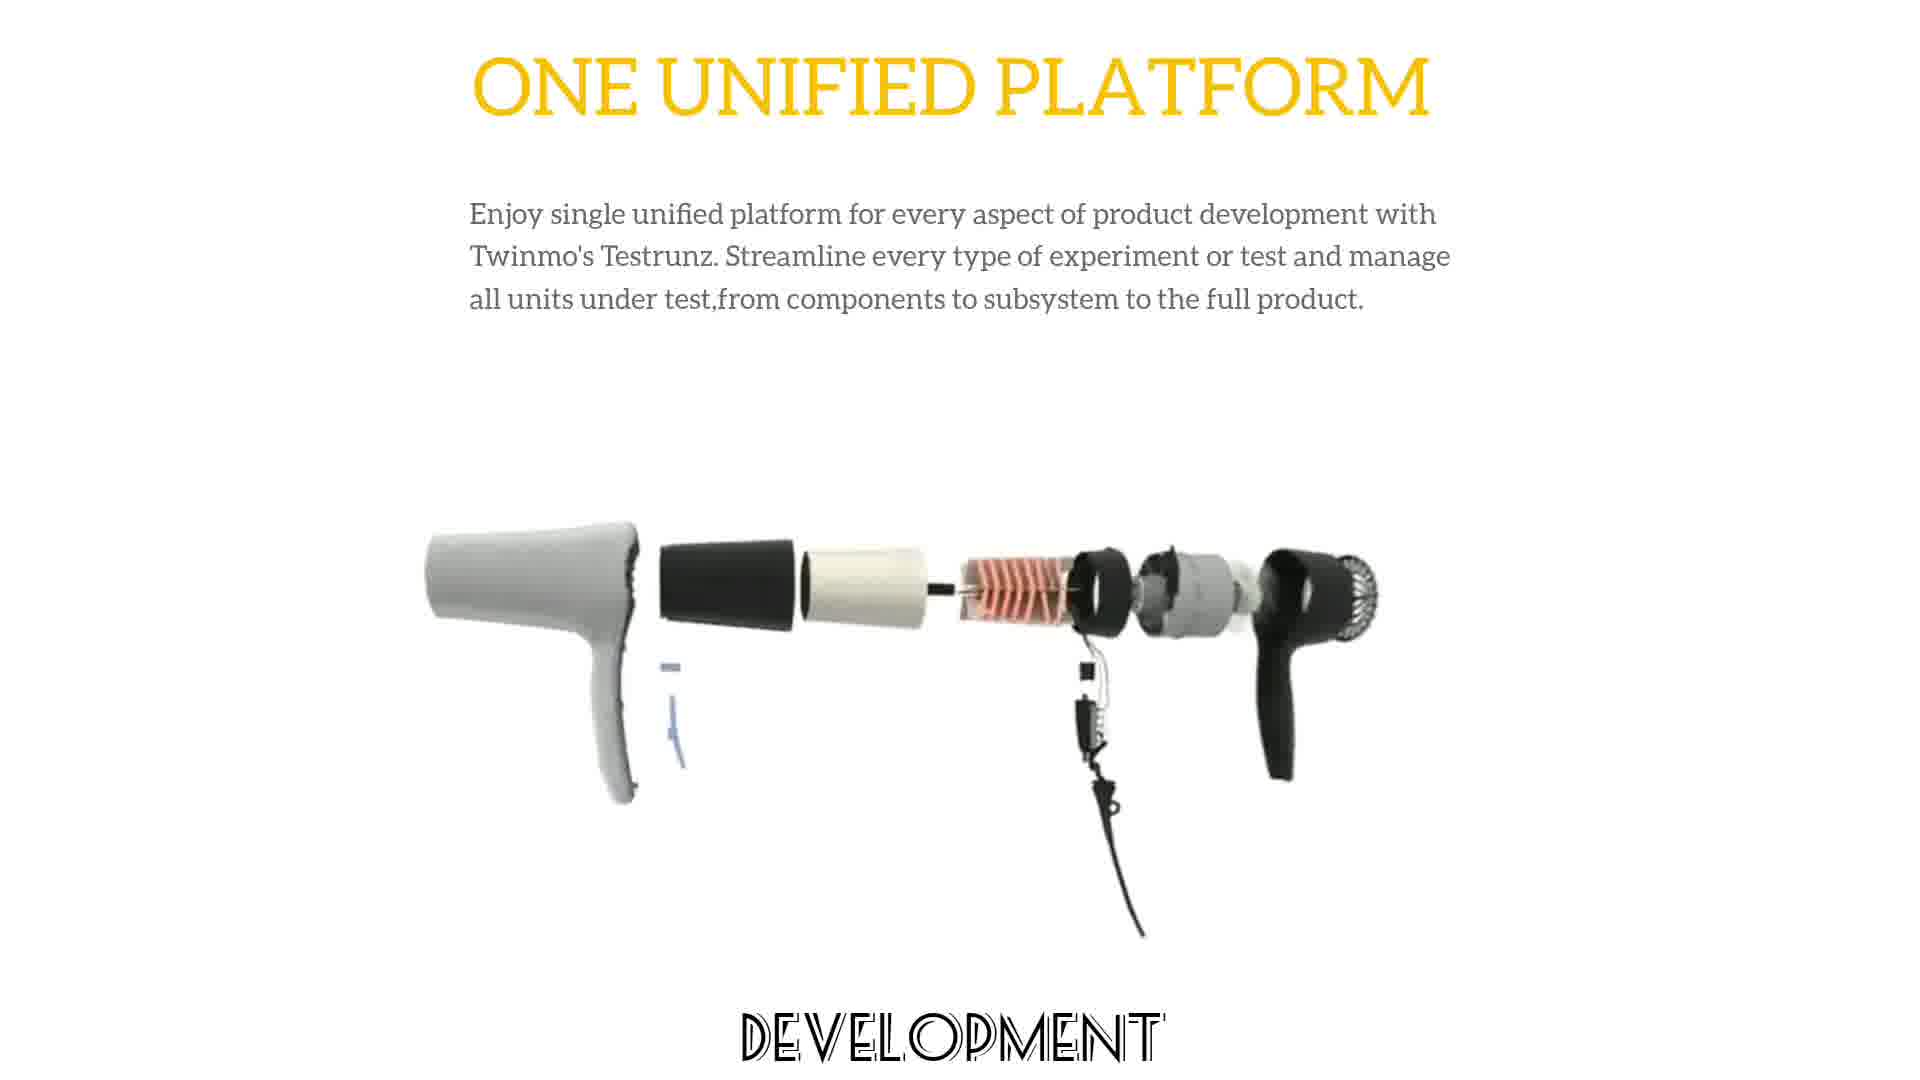 ONE UNIFIED PLATFORM
Enjoy single unified platform for every aspect of product development with
Twinmo's Testrunz. Streamline every type of experiment or test and manage
all units under test,from components to subsystem to the full product.
DEVELOPMENT